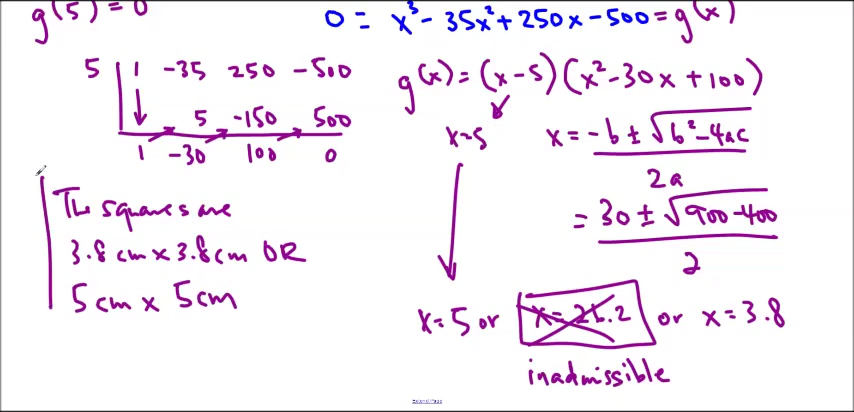 g(5) = 0
0 = x³ - 35x² + 250x - 500 = g(x)
5 | 1 -35 250 -500
5 -150 500
1 -30 100 0
g(x) = (x - 5)(x² - 30x + 100)
x=5
x = -b ± √b² - 4ac
2a
= 30 ± √900 - 400
2
x = 5 or x = 26.2 or x = 3.8
inadmissible
The squares are
3.8 cm x 3.8 cm OR
5 cm x 5 cm